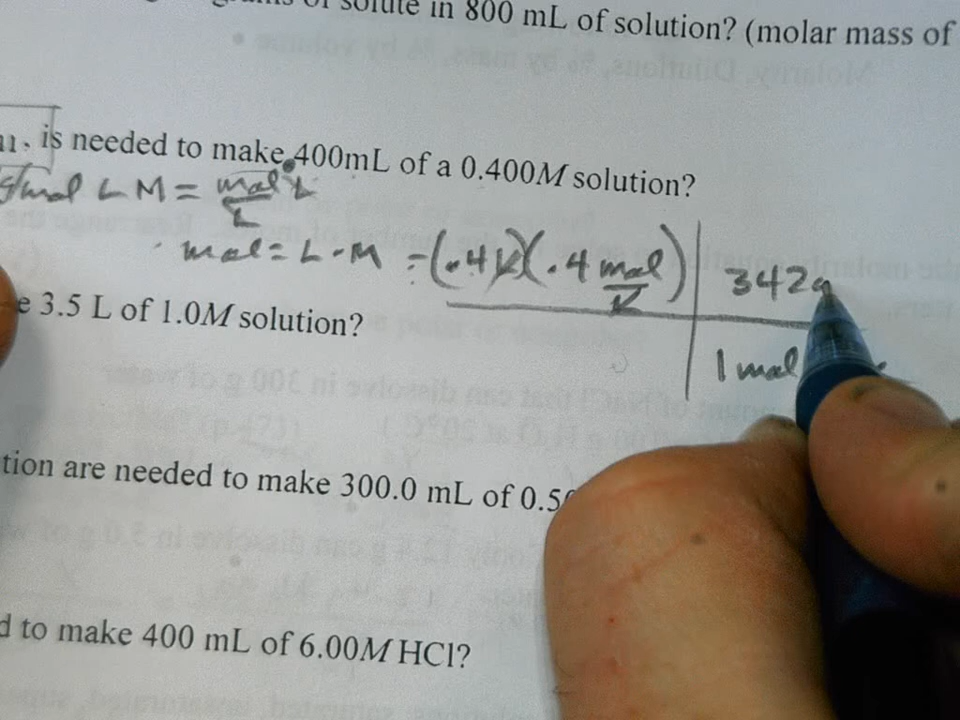 solute in 800 mL of solution? (molar mass of
is needed to make 400mL of a 0.400M solution?
g/mol L M = mol/L L
mol = L · M = (.4 L)(.4 mol/L) | 342g
1 mol
e 3.5 L of 1.0M solution?
tion are needed to make 300.0 mL of 0.5
d to make 400 mL of 6.00M HCl?